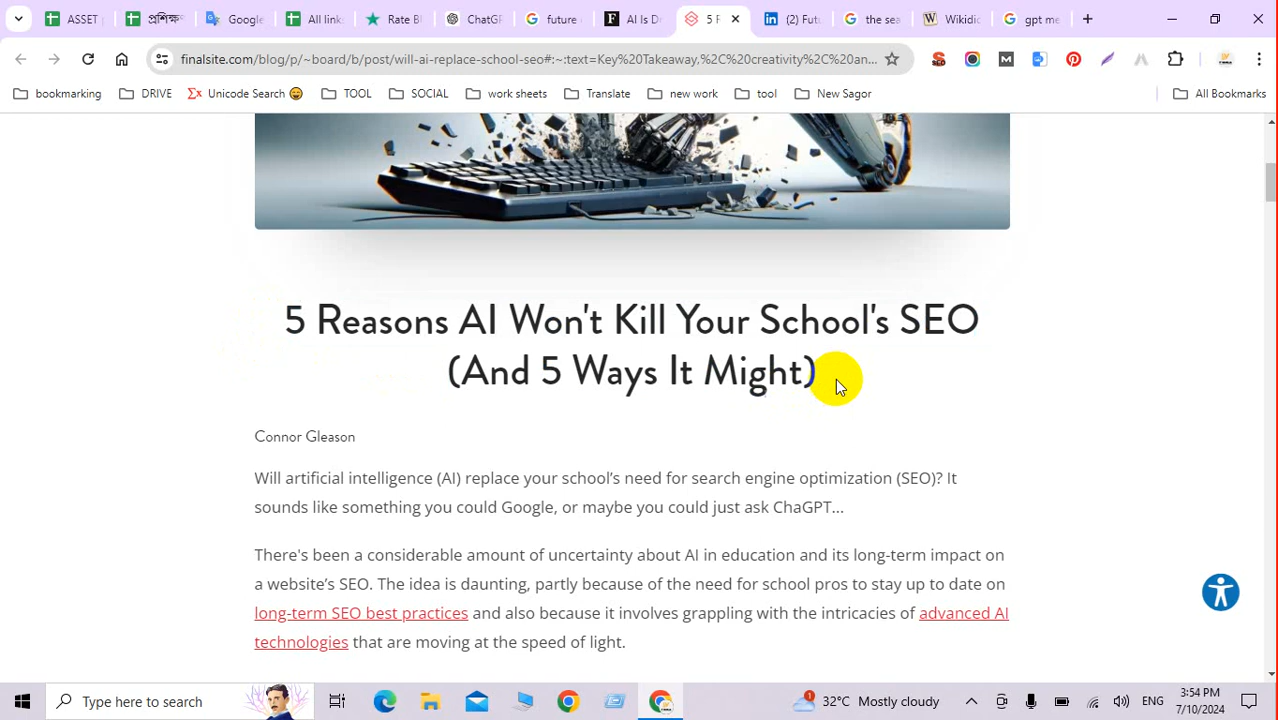 ASSET
প্রশিক্ষ
Google
All link
Rate Bl
ChatGP
future
AI Is D
5 F
(2) Fut
the sea
Wikidi
gpt me
finalsite.com/blog/p/~board/b/post/will-ai-replace-school-seo#:~:text=Key%20Takeaway,%2C%20creativity%2C%20an...
bookmarking
DRIVE
Unicode Search
TOOL
SOCIAL
work sheets
Translate
new work
tool
New Sagor
All Bookmarks
5 Reasons AI Won't Kill Your School's SEO
(And 5 Ways It Might)
Connor Gleason
Will artificial intelligence (AI) replace your school’s need for search engine optimization (SEO)? It
sounds like something you could Google, or maybe you could just ask ChaGPT...
There's been a considerable amount of uncertainty about AI in education and its long-term impact on
a website’s SEO. The idea is daunting, partly because of the need for school pros to stay up to date on
long-term SEO best practices and also because it involves grappling with the intricacies of advanced AI
technologies that are moving at the speed of light.
Type here to search
1
32°C Mostly cloudy
ENG
3:54 PM
7/10/2024